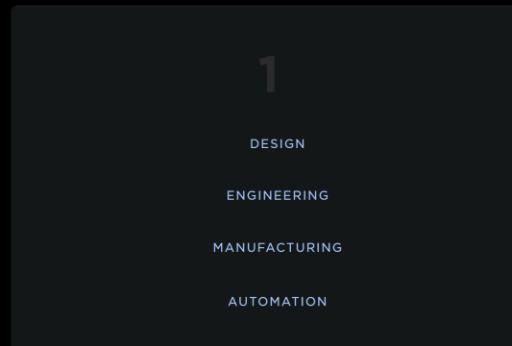 1
DESIGN
ENGINEERING
MANUFACTURING
AUTOMATION